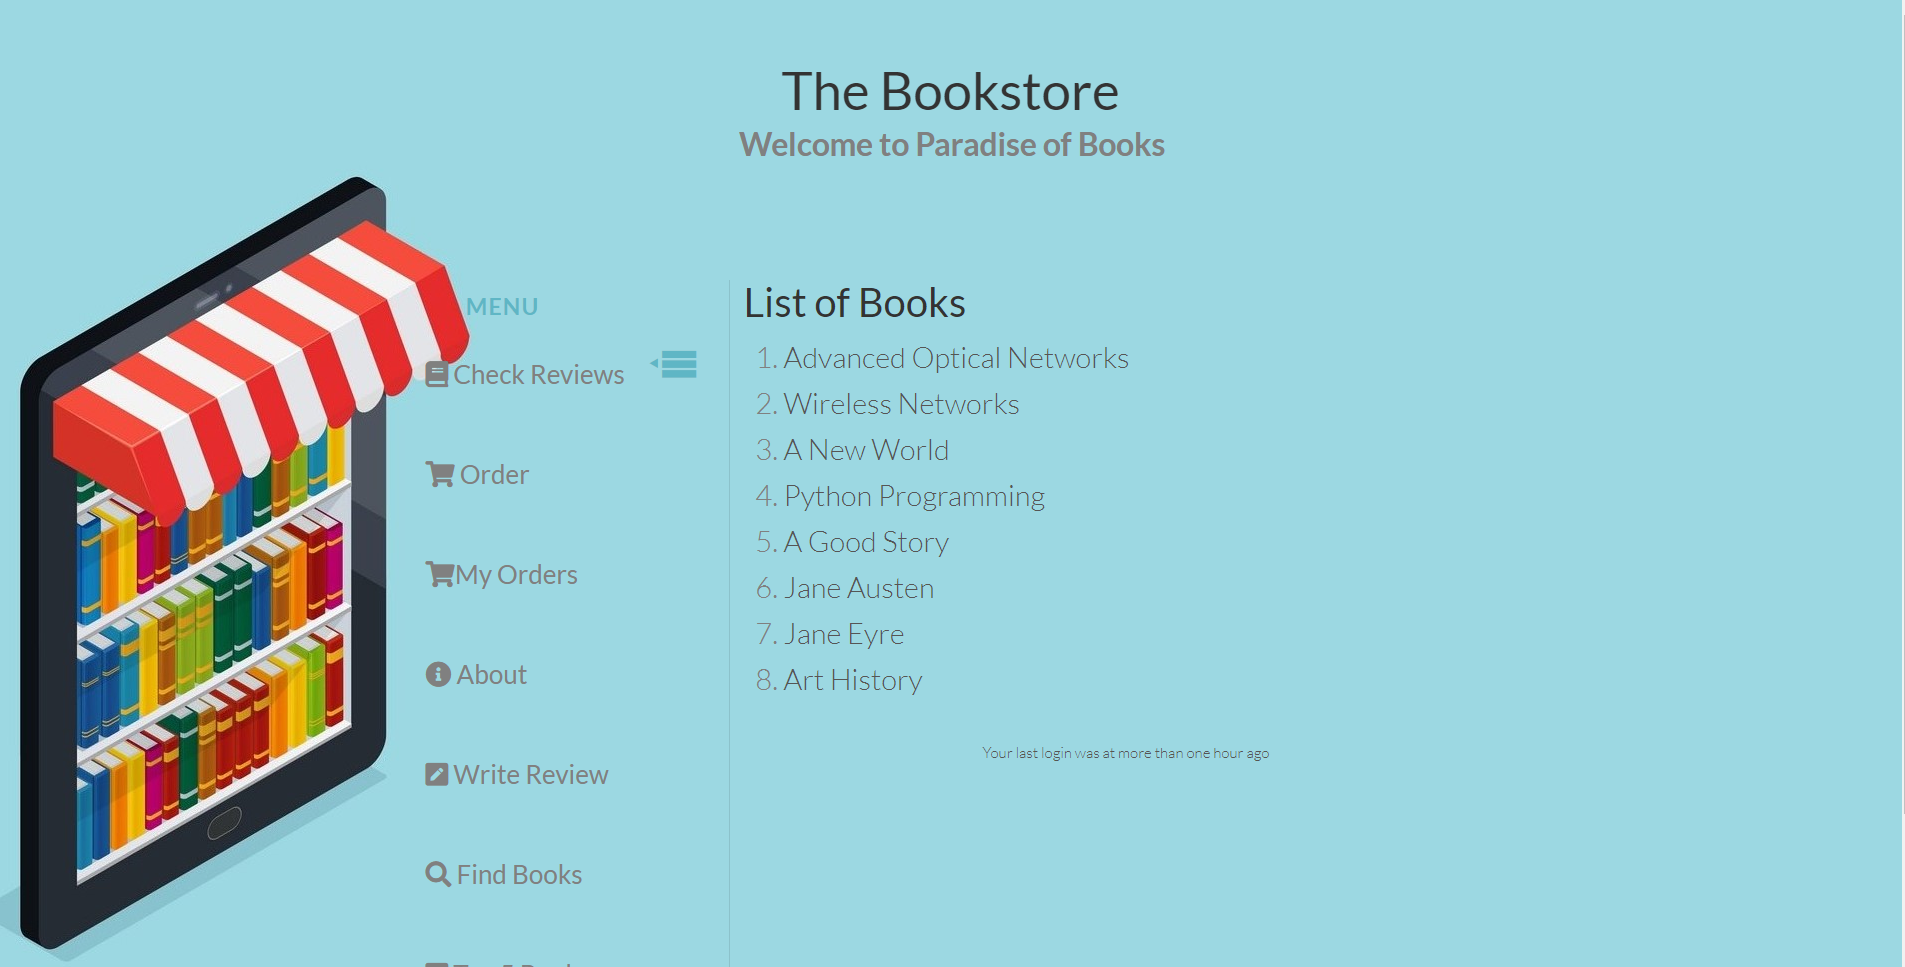 The Bookstore
Welcome to Paradise of Books
MENU
Check Reviews
Order
My Orders
About
Write Review
Find Books
List of Books
1. Advanced Optical Networks
2. Wireless Networks
3. A New World
4. Python Programming
5. A Good Story
6. Jane Austen
7. Jane Eyre
8. Art History
Your last login was at more than one hour ago